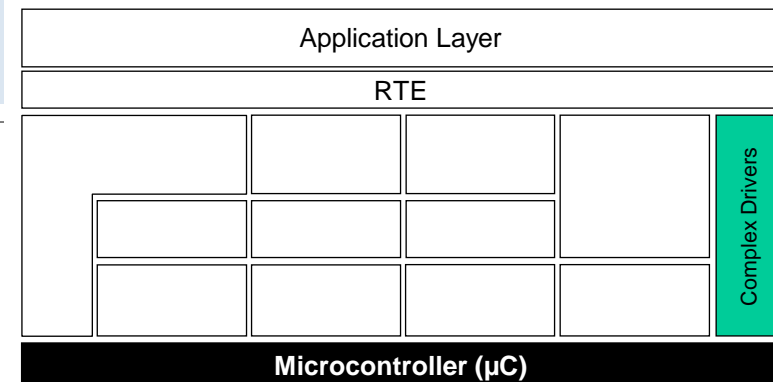 Application Layer
RTE
Complex Drivers
Microcontroller (µC)